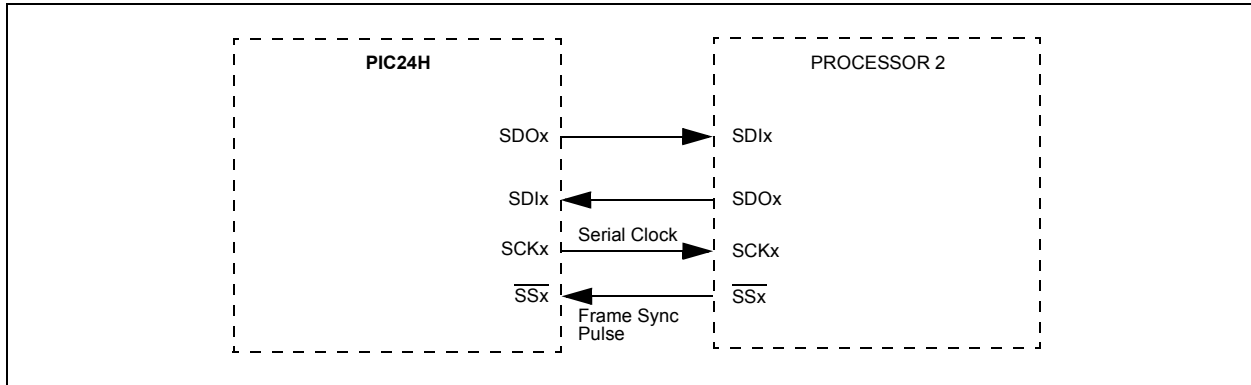 PIC24H
PROCESSOR 2
SDOx
SDIx
SDIx
SDOx
Serial Clock
SCKx
SCKx
SSx
SSx
Frame Sync
Pulse